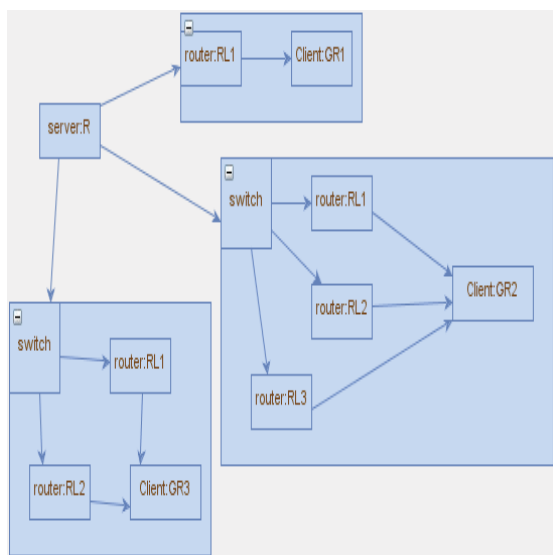 router:RL1
Client:GR1
server:R
switch
router:RL1
router:RL2
Client:GR2
router:RL3
switch
router:RL1
router:RL2
Client:GR3